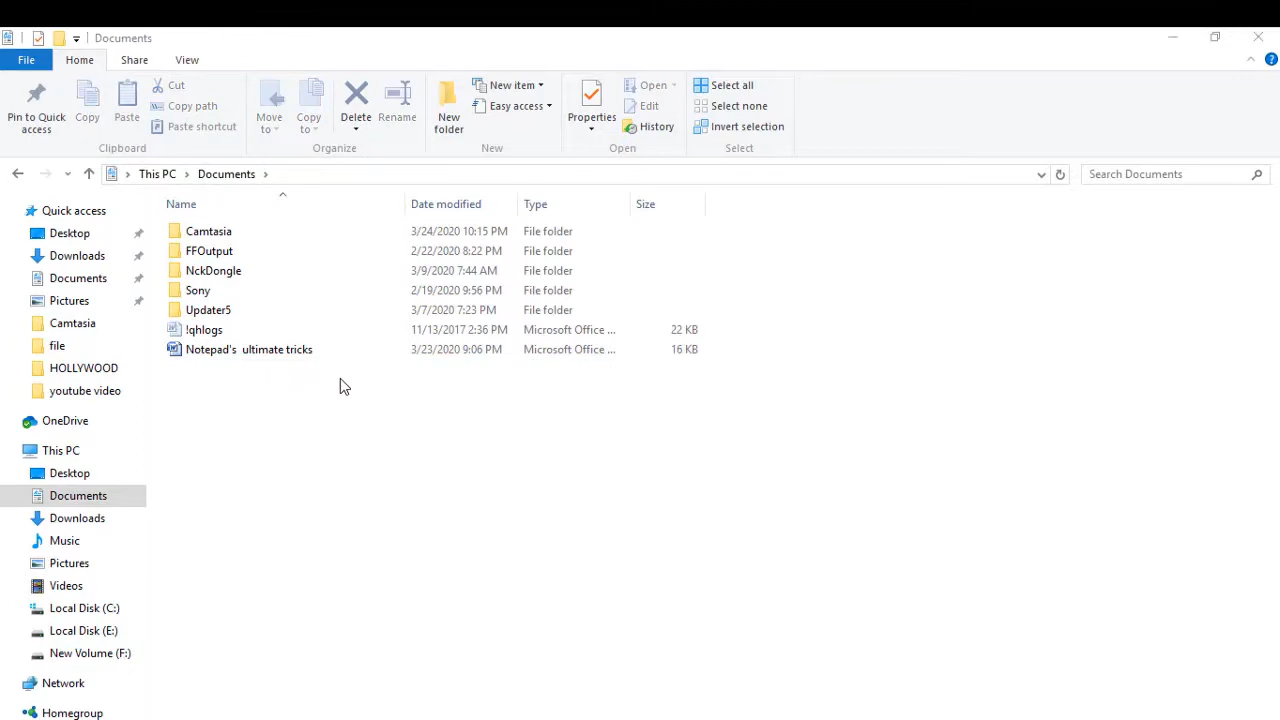 Documents
File Home Share View
Pin to Quick access
Copy
Paste
Cut
Copy path
Paste shortcut
Clipboard
Move to
Copy to
Delete
Rename
Organize
New folder
New item
Easy access
New
Properties
Open
Edit
History
Open
Select all
Select none
Invert selection
Select
This PC Documents
Search Documents
Name Date modified Type Size
Camtasia 3/24/2020 10:15 PM File folder
FFOutput 2/22/2020 8:22 PM File folder
NckDongle 3/9/2020 7:44 AM File folder
Sony 2/19/2020 9:56 PM File folder
Updater5 3/7/2020 7:23 PM File folder
!qhlogs 11/13/2017 2:36 PM Microsoft Office ... 22 KB
Notepad's  ultimate tricks 3/23/2020 9:06 PM Microsoft Office ... 16 KB
Quick access
Desktop
Downloads
Documents
Pictures
Camtasia
file
HOLLYWOOD
youtube video
OneDrive
This PC
Desktop
Documents
Downloads
Music
Pictures
Videos
Local Disk (C:)
Local Disk (E:)
New Volume (F:)
Network
Homegroup